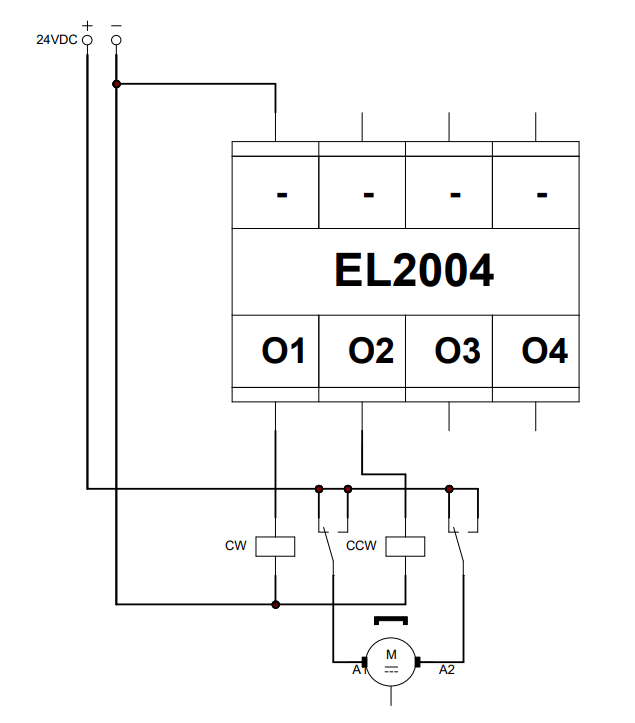 + −
24VDC
- - - -
EL2004
O1 O2 O3 O4
CW CCW
M
A1 A2